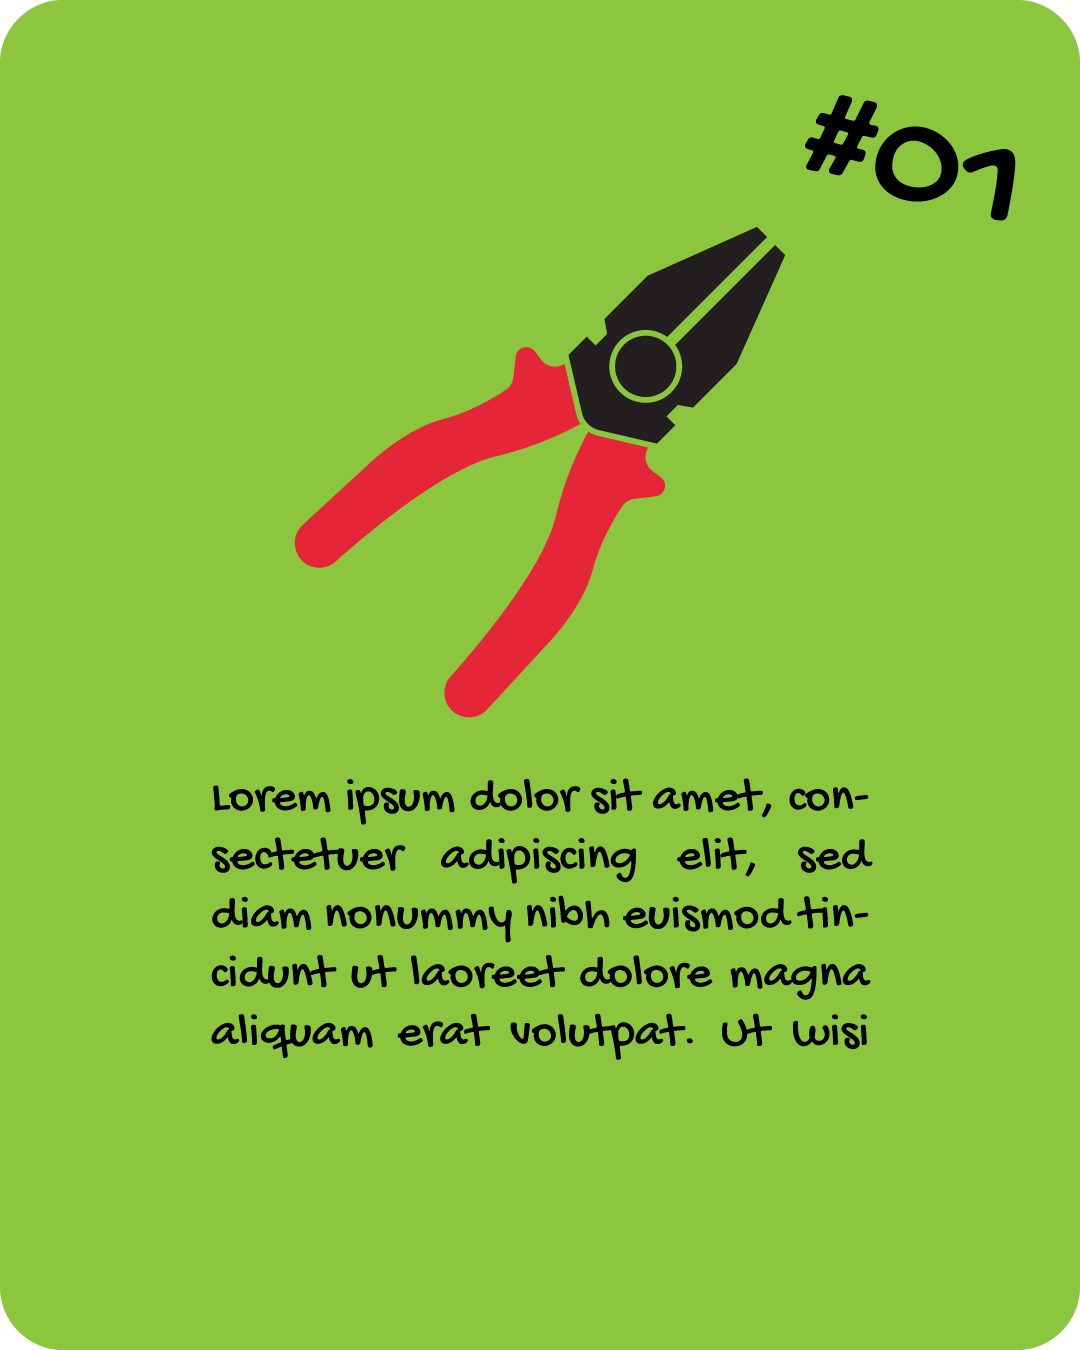 #01
Lorem ipsum dolor sit amet, con-
sectetuer adipiscing elit, sed
diam nonummy nibh euismod tin-
cidunt ut laoreet dolore magna
aliquam erat volutpat. Ut wisi